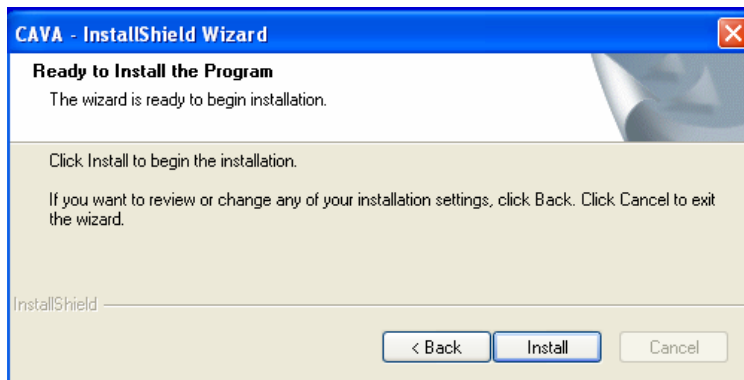 CAVA - InstallShield Wizard
Ready to Install the Program
The wizard is ready to begin installation.
Click Install to begin the installation.
If you want to review or change any of your installation settings, click Back. Click Cancel to exit
the wizard.
InstallShield
< Back Install Cancel